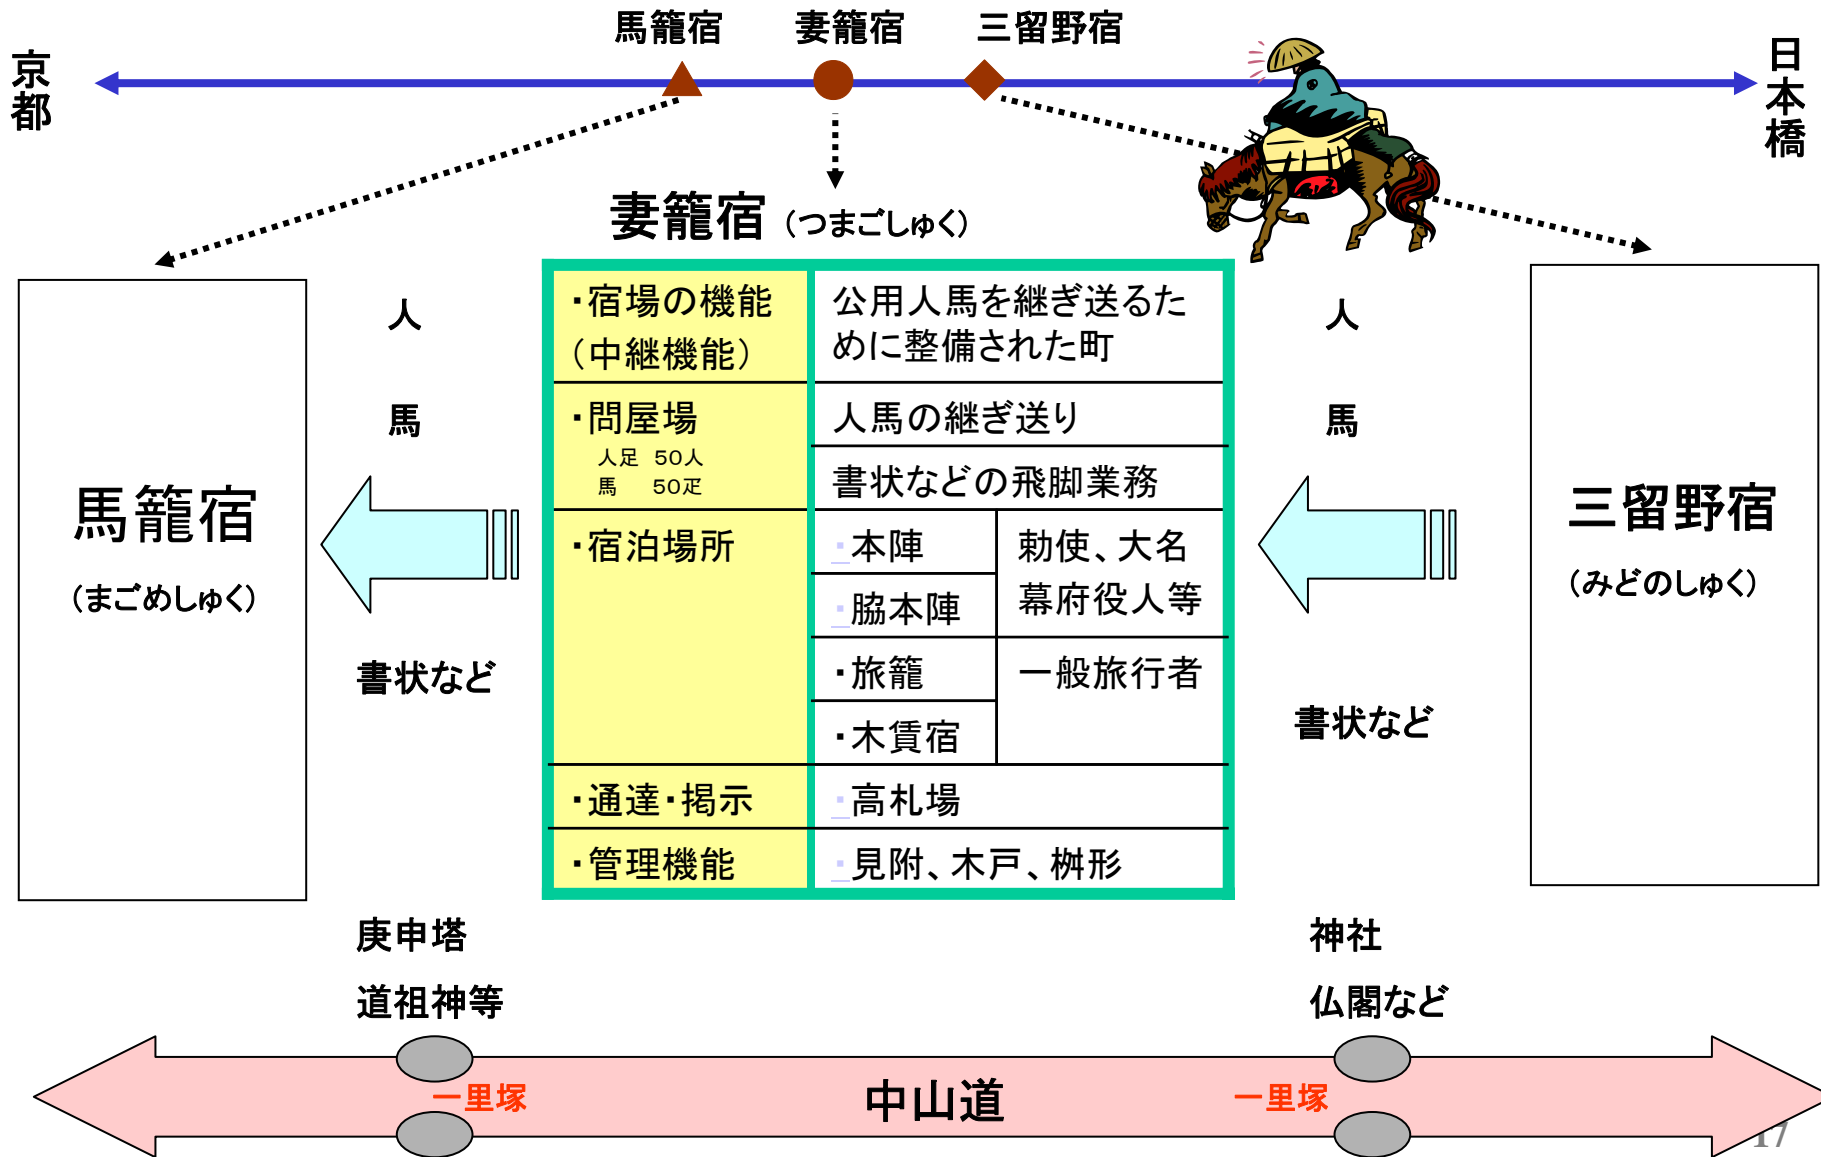 馬籠宿
妻籠宿
三留野宿
京都
日本橋
妻籠宿(つまごしゅく)
馬籠宿
(まごめしゅく)
人
馬
書状など
・宿場の機能
(中継機能)
公用人馬を継ぎ送るた
めに整備された町
・問屋場
人足 50人
馬 50疋
人馬の継ぎ送り
書状などの飛脚業務
・宿泊場所
・本陣
・脇本陣
勅使、大名
幕府役人等
・旅籠
・木賃宿
一般旅行者
・通達・掲示
・高札場
・管理機能
・見附、木戸、桝形
人
馬
書状など
三留野宿
(みどのしゅく)
庚申塔
道祖神等
神社
仏閣など
一里塚
中山道
一里塚
17